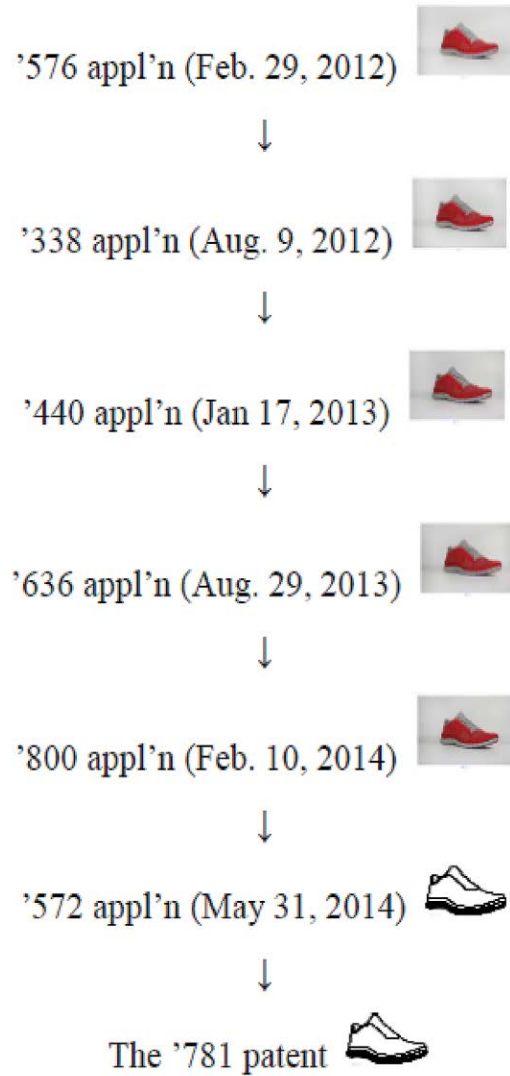 ’576 appl’n (Feb. 29, 2012)
↓
’338 appl’n (Aug. 9, 2012)
↓
’440 appl’n (Jan 17, 2013)
↓
’636 appl’n (Aug. 29, 2013)
↓
’800 appl’n (Feb. 10, 2014)
↓
’572 appl’n (May 31, 2014)
↓
The ’781 patent